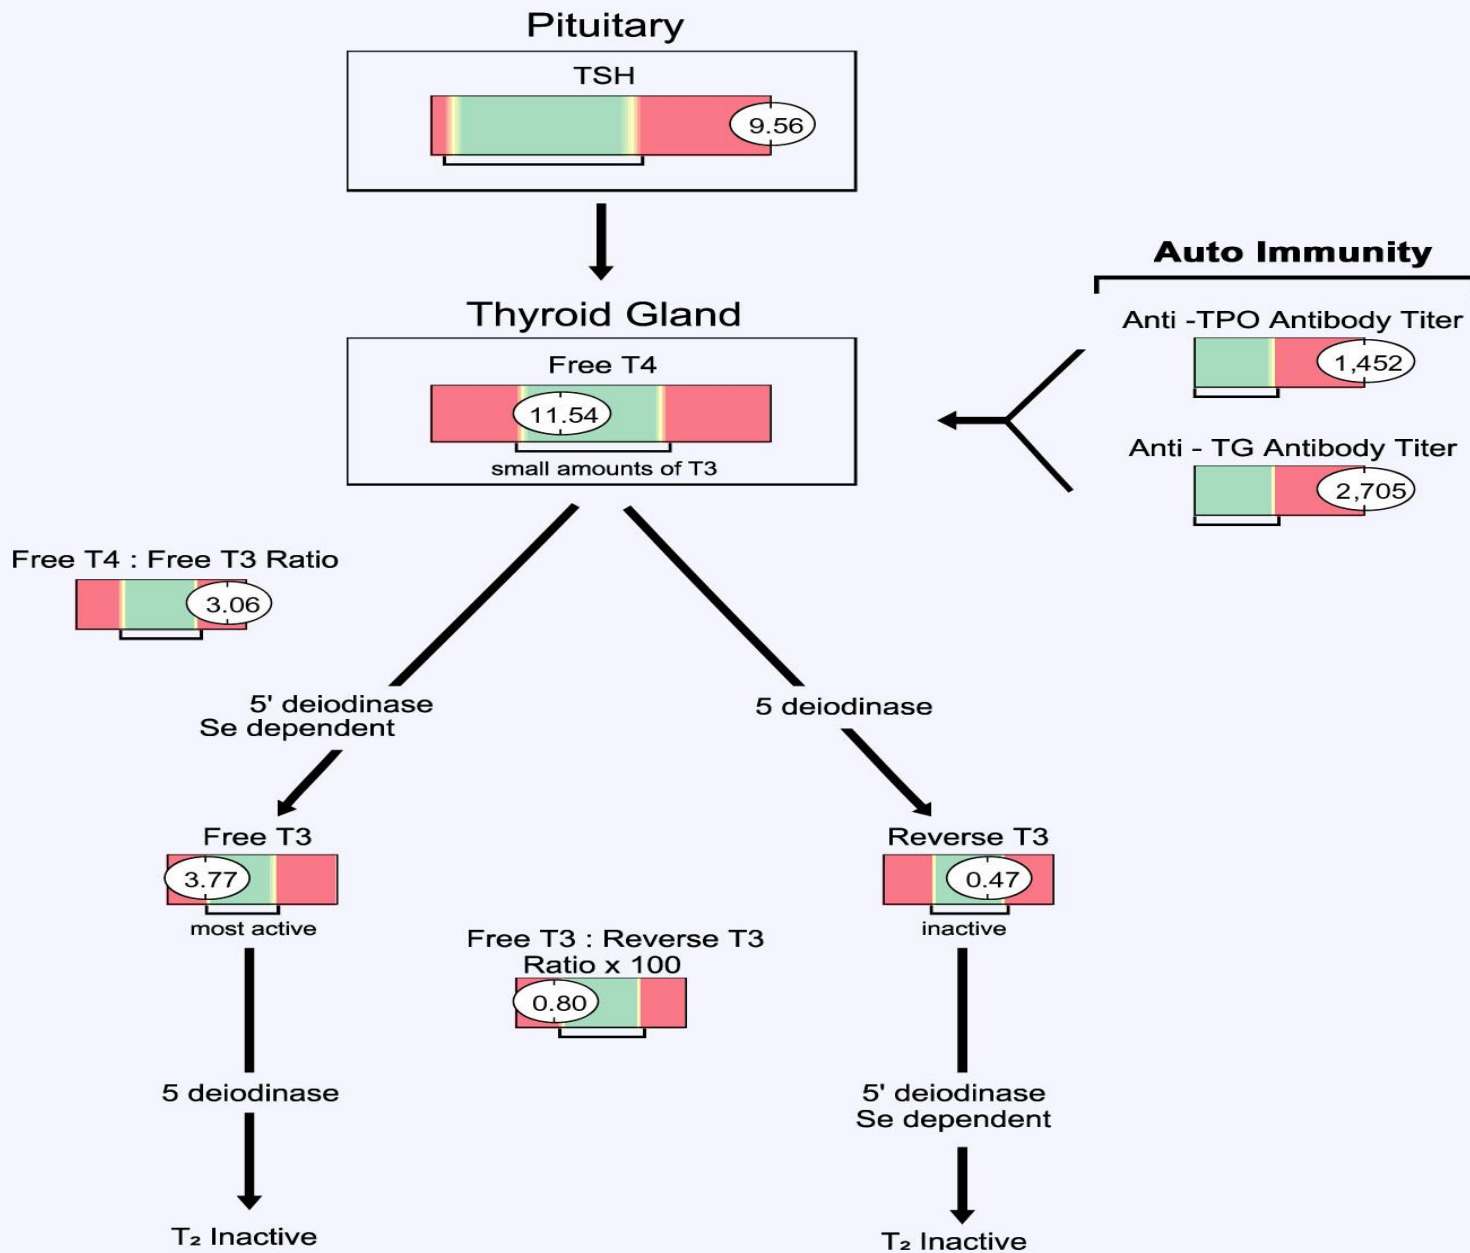 Pituitary
TSH
9.56
Auto Immunity
Thyroid Gland
Anti -TPO Antibody Titer
1,452
Free T4
11.54
small amounts of T3
Anti - TG Antibody Titer
2,705
Free T4 : Free T3 Ratio
3.06
5' deiodinase
Se dependent
5 deiodinase
Free T3
3.77
most active
Reverse T3
0.47
inactive
Free T3 : Reverse T3
Ratio x 100
0.80
5 deiodinase
5' deiodinase
Se dependent
T₂ Inactive
T₂ Inactive